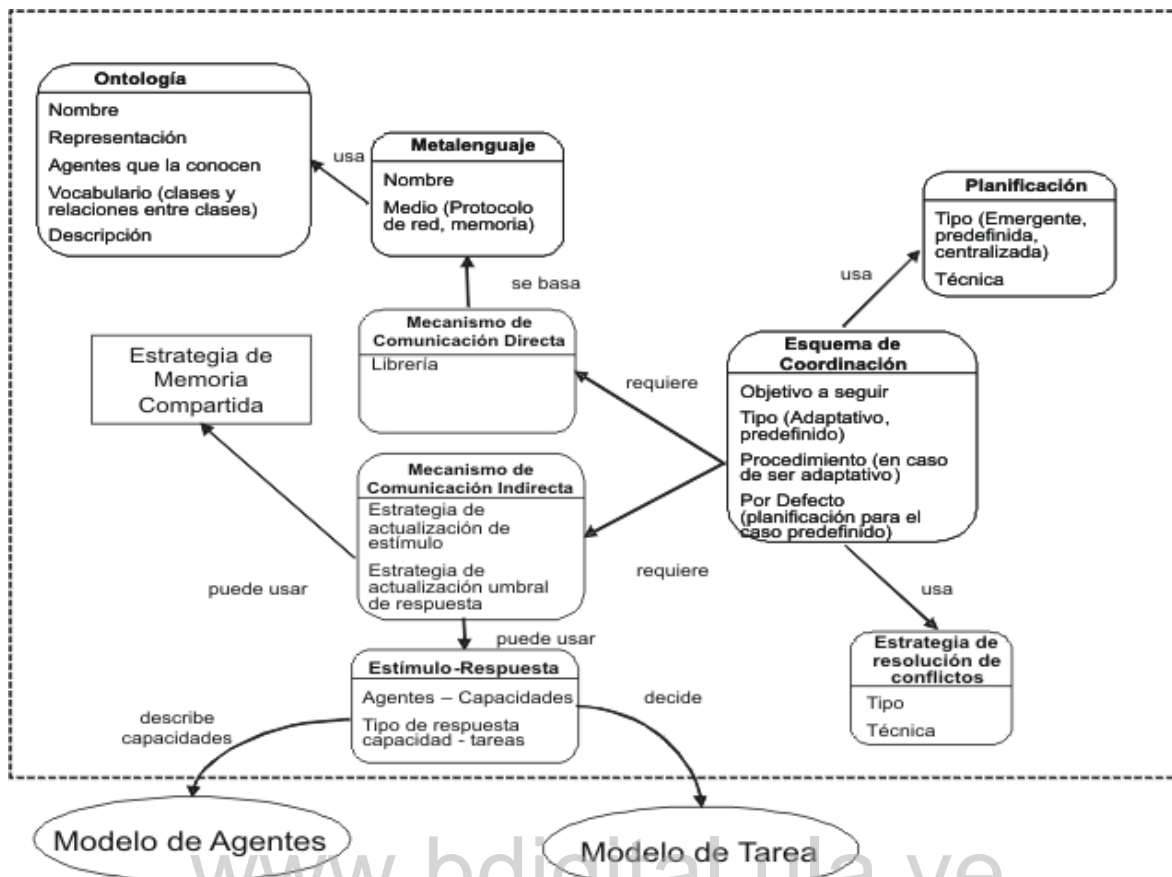 Ontología
Nombre
Representación
Agentes que la conocen
Vocabulario (clases y
relaciones entre clases)
Descripción
usa
Metalenguaje
Nombre
Medio (Protocolo
de red, memoria)
se basa
Planificación
Tipo (Emergente,
predefinida,
centralizada)
Técnica
usa
Mecanismo de
Comunicación Directa
Librería
Estrategia de
Memoria
Compartida
requiere
Esquema de
Coordinación
Objetivo a seguir
Tipo (Adaptativo,
predefinido)
Procedimiento (en caso
de ser adaptativo)
Por Defecto
(planificación para el
caso predefinido)
Mecanismo de
Comunicación Indirecta
Estrategia de
actualización de
estímulo
Estrategia de
actualización umbral
de respuesta
puede usar
requiere
usa
puede usar
Estrategia de
resolución de
conflictos
Tipo
Técnica
Estímulo-Respuesta
Agentes – Capacidades
Tipo de respuesta
capacidad - tareas
describe
capacidades
decide
Modelo de Agentes
Modelo de Tarea
www.bdigital.ula.ve